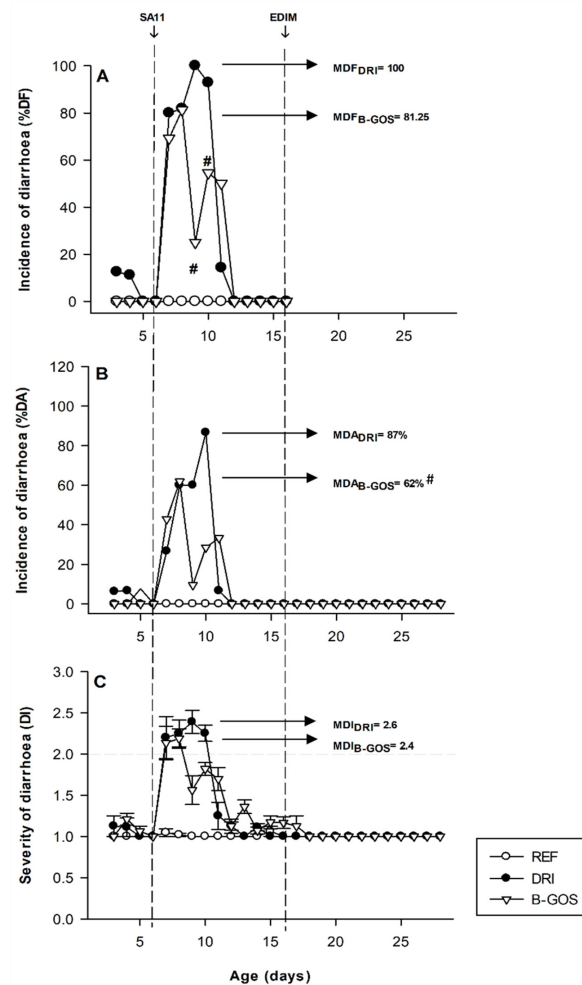 SA11 EDIM
A
Incidence of diarrhoea (%DF)
100
80
60
40
20
0
5 10 15 20 25
MDFDRI= 100
MDFB-GOS= 81.25
#
#
B
Incidence of diarrhoea (%DA)
120
100
80
60
40
20
0
5 10 15 20 25
MDADRI= 87%
MDAB-GOS= 62% #
C
Severity of diarrhoea (DI)
3.0
2.5
2.0
1.5
1.0
0.5
0.0
5 10 15 20 25
MDIDRI = 2.6
MDIB-GOS= 2.4
Age (days)
REF
DRI
B-GOS